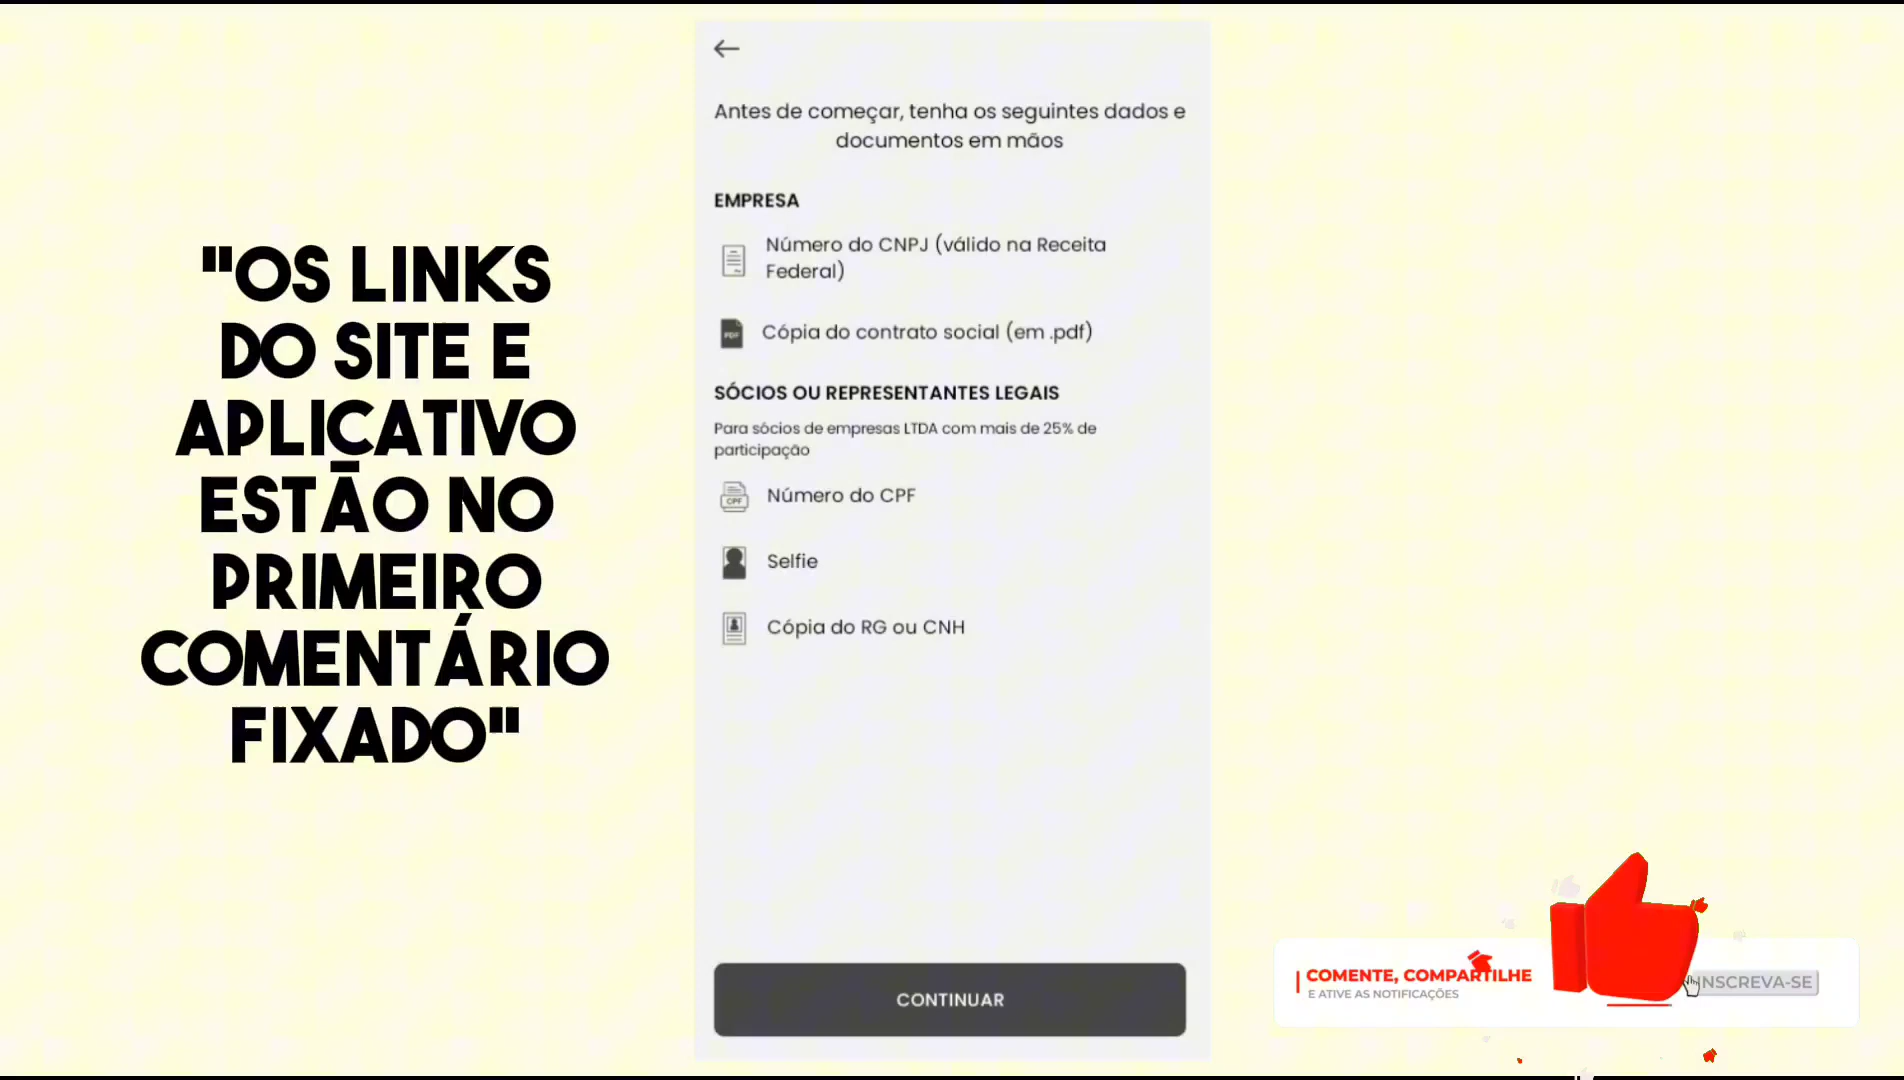 "OS LINKS
DO SITE E
APLICATIVO
ESTÃO NO
PRIMEIRO
COMENTÁRIO
FIXADO"
Antes de começar, tenha os seguintes dados e
documentos em mãos
EMPRESA
Número do CNPJ (válido na Receita
Federal)
PDF
Cópia do contrato social (em .pdf)
SÓCIOS OU REPRESENTANTES LEGAIS
Para sócios de empresas LTDA com mais de 25% de
participação
CPF
Número do CPF
Selfie
Cópia do RG ou CNH
CONTINUAR
COMENTE, COMPARTILHE
E ATIVE AS NOTIFICAÇÕES
INSCREVA-SE